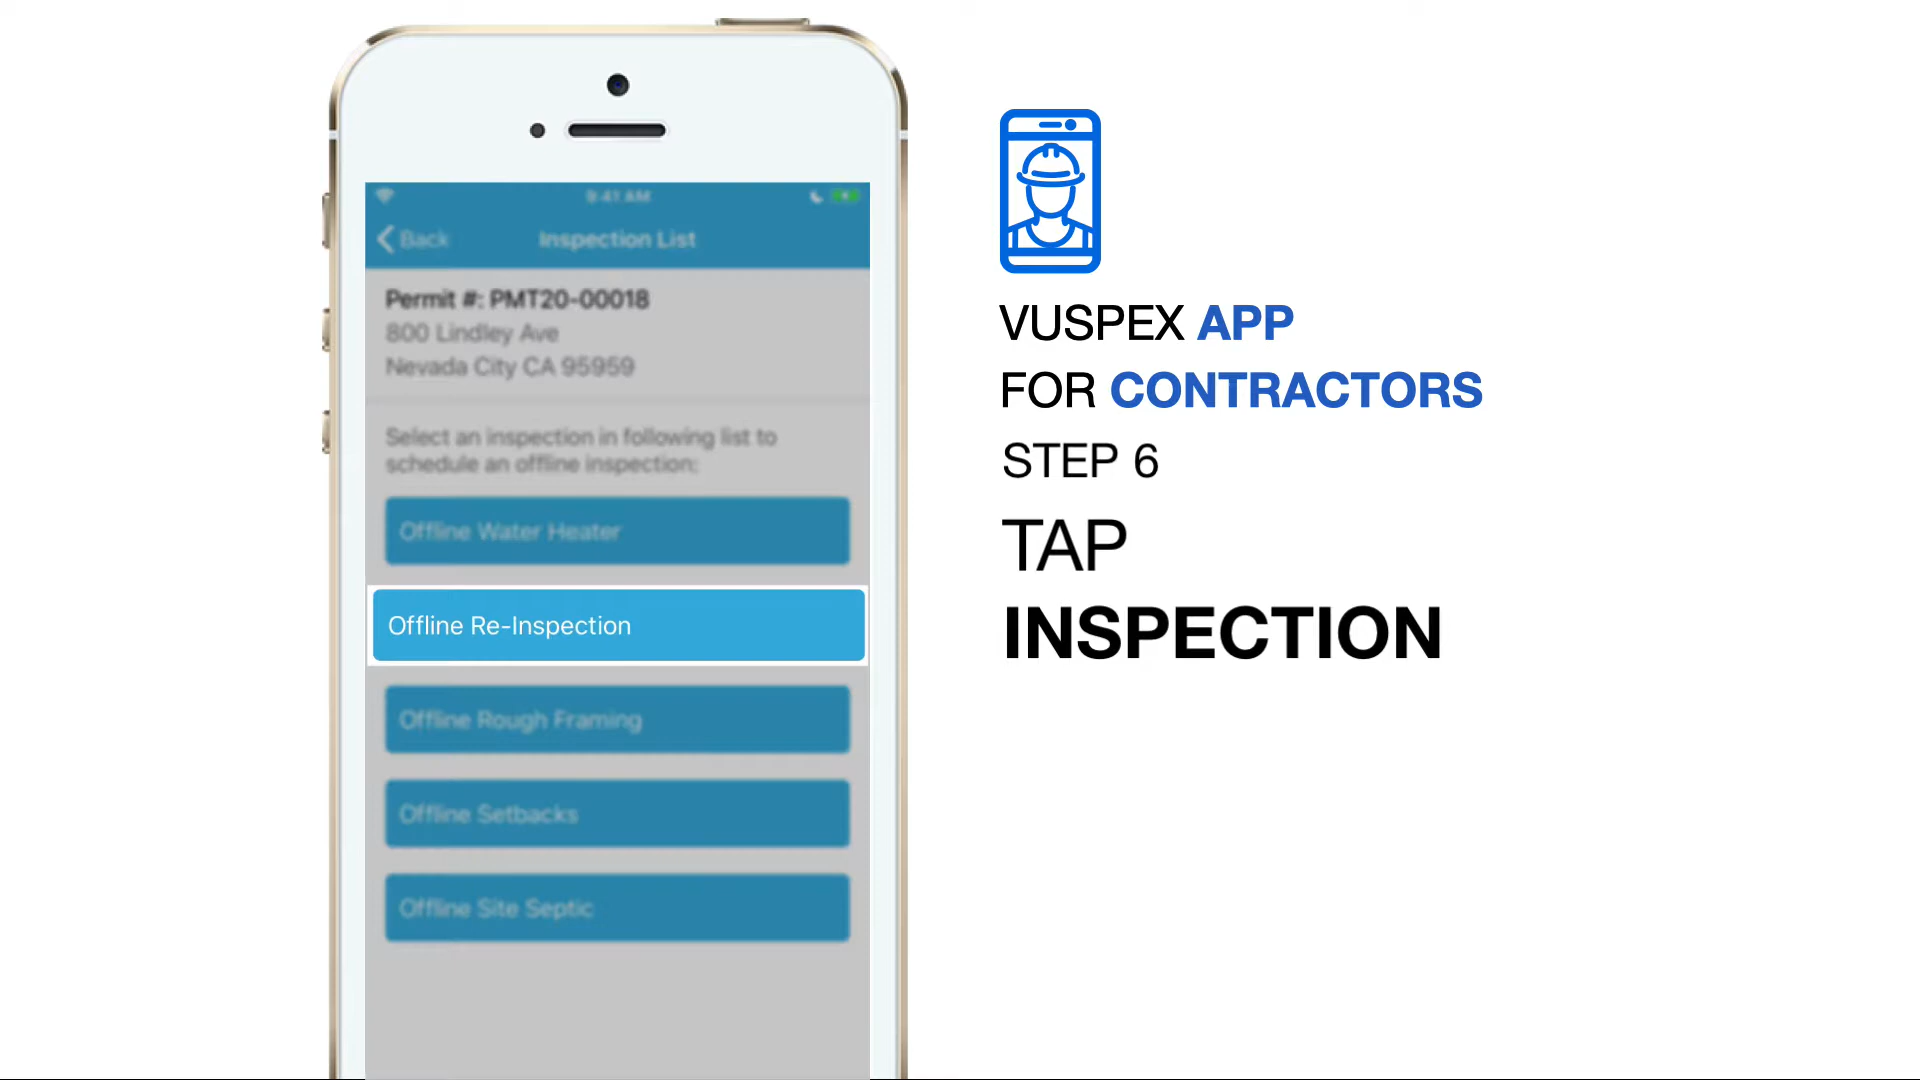 9:41 AM
Back
Inspection List
Permit #: PMT20-00018
800 Lindley Ave
Nevada City CA 95959
Select an inspection in following list to
schedule an offline inspection:
Offline Water Heater
Offline Re-Inspection
Offline Rough Framing
Offline Setbacks
Offline Site Septic
VUSPEX APP
FOR CONTRACTORS
STEP 6
TAP
INSPECTION